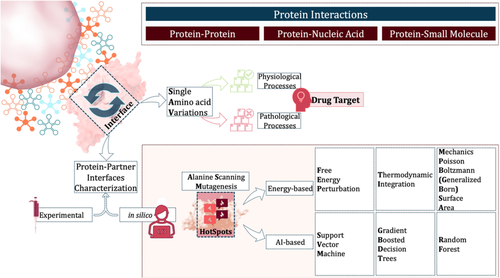 Protein Interactions
Protein-Protein
Protein-Nucleic Acid
Protein-Small Molecule
Interface
Single
Amino acid
Variations
Physiological
Processes
Pathological
Processes
Drug Target
Protein-Partner
Interfaces
Characterization
Experimental
in silico
Alanine Scanning
Mutagenesis
HotSpots
Energy-based
AI-based
Free
Energy
Perturbation
Thermodynamic
Integration
Mechanics
Poisson
Boltzmann
(Generalized
Born)
Surface
Area
Support
Vector
Machine
Gradient
Boosted
Decision
Trees
Random
Forest